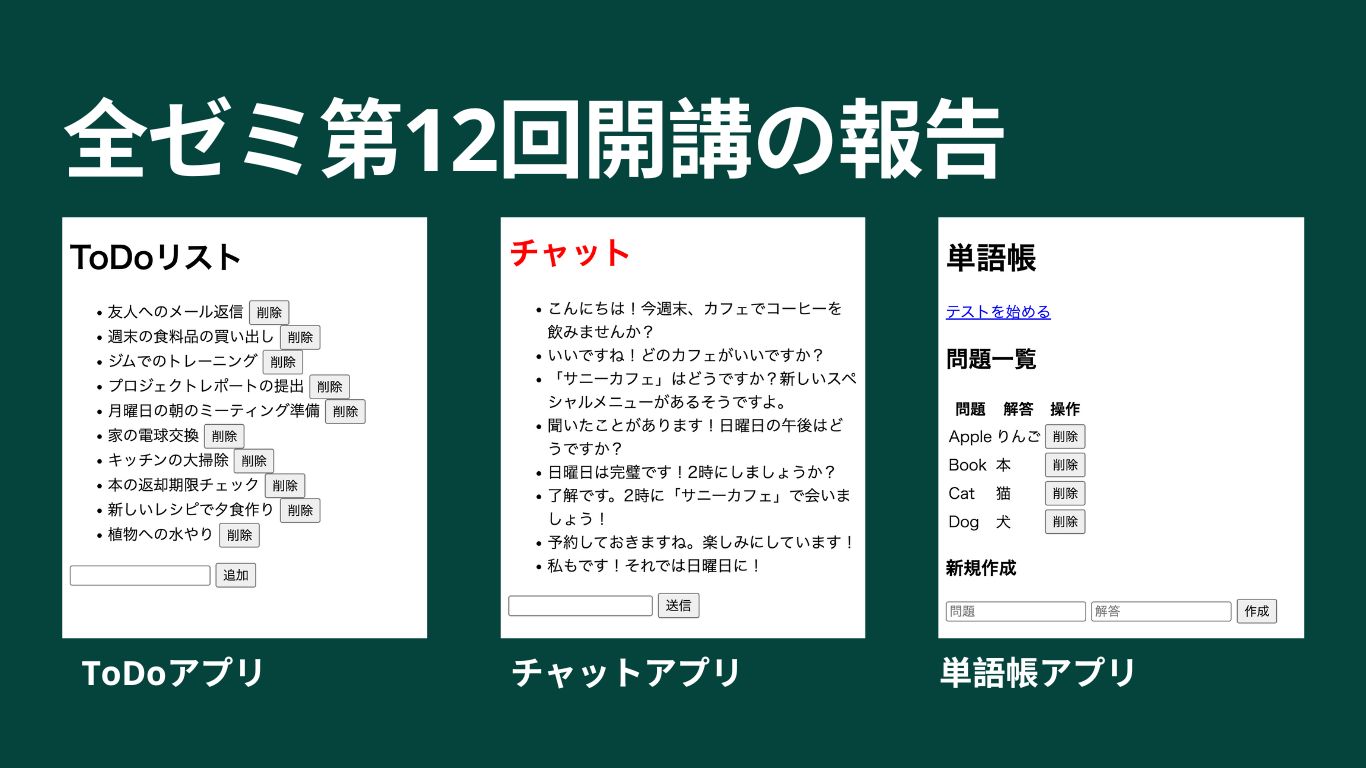 全ゼミ第12回開講の報告
ToDoリスト
友人へのメール返信 削除
週末の食料品の買い出し 削除
ジムでのトレーニング 削除
プロジェクトレポートの提出 削除
月曜日の朝のミーティング準備 削除
家の電球交換 削除
キッチンの大掃除 削除
本の返却期限チェック 削除
新しいレシピで夕食作り 削除
植物への水やり 削除
追加
ToDoアプリ
チャット
こんにちは！今週末、カフェでコーヒーを
飲みませんか？
いいですね！どのカフェがいいですか？
「サニーカフェ」はどうですか？新しいスペ
シャルメニューがあるそうですよ。
聞いたことがあります！日曜日の午後はど
うですか？
日曜日は完璧です！2時にしましょうか？
了解です。2時に「サニーカフェ」で会いま
しょう！
予約しておきますね。楽しみにしています！
私もです！それでは日曜日に！
送信
チャットアプリ
単語帳
テストを始める
問題一覧
問題 解答 操作
Apple りんご 削除
Book 本 削除
Cat 猫 削除
Dog 犬 削除
新規作成
問題 解答 作成
単語帳アプリ